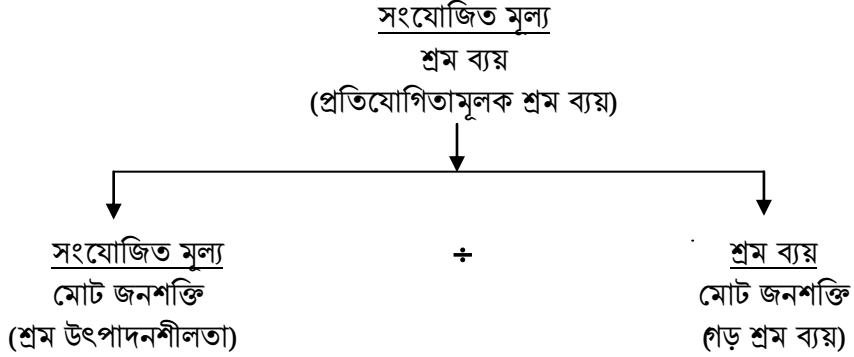 সংযোজিত মূল্য
শ্রম ব্যয়
(প্রতিযোগিতামূলক শ্রম ব্যয়)
সংযোজিত মূল্য ÷ শ্রম ব্যয়
মোট জনশক্তি মোট জনশক্তি
(শ্রম উৎপাদনশীলতা) (গড় শ্রম ব্যয়)